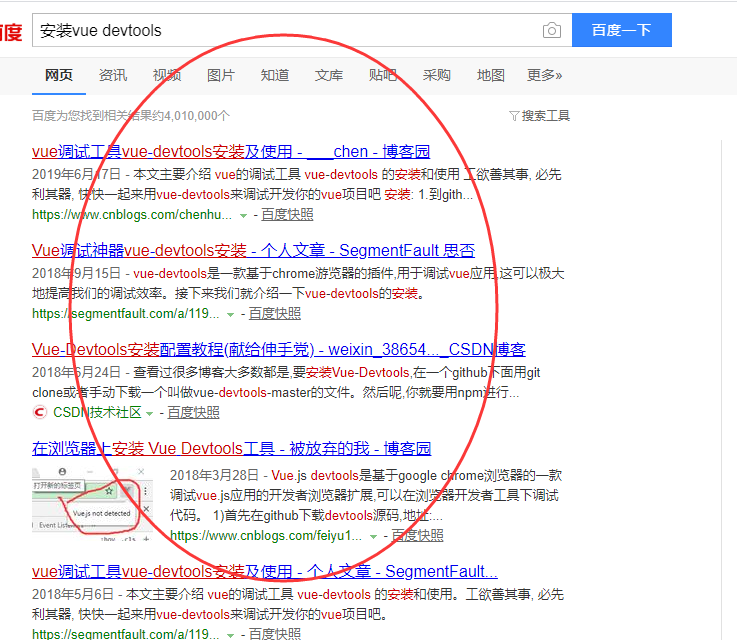 百度
安装vue devtools
百度一下
网页 资讯 视频 图片 知道 文库 贴吧 采购 地图 更多»
百度为您找到相关结果约4,010,000个 搜索工具
vue调试工具vue-devtools安装及使用 - ___chen - 博客园
2019年6月17日 - 本文主要介绍 vue的调试工具 vue-devtools 的安装和使用 工欲善其事, 必先
利其器, 快快一起来用vue-devtools来调试开发你的vue项目吧 安装: 1.到gith...
https://www.cnblogs.com/chenhu... - 百度快照
Vue调试神器vue-devtools安装 - 个人文章 - SegmentFault 思否
2018年9月15日 - vue-devtools是一款基于chrome游览器的插件,用于调试vue应用,这可以极大
地提高我们的调试效率。接下来我们就介绍一下vue-devtools的安装。
https://segmentfault.com/a/119... - 百度快照
Vue-Devtools安装配置教程(献给伸手党) - weixin_38654..._CSDN博客
2018年6月24日 - 查看过很多博客大多数都是,要安装Vue-Devtools,在一个github下面用git
clone或者手动下载一个叫做vue-devtools-master的文件。然后呢,你就要用npm进行...
CSDN技术社区 - 百度快照
在浏览器上安装 Vue Devtools工具 - 被放弃的我 - 博客园
打开新的标签页
Vue.js not detected
Event Listeners
:hov .cls +
2018年3月28日 - Vue.js devtools是基于google chrome浏览器的一款
调试vue.js应用的开发者浏览器扩展,可以在浏览器开发者工具下调试
代码。 1)首先在github下载devtools源码,地址:...
https://www.cnblogs.com/feiyu1... - 百度快照
vue调试工具vue-devtools安装及使用 - 个人文章 - SegmentFault...
2018年5月6日 - 本文主要介绍 vue的调试工具 vue-devtools 的安装和使用。工欲善其事, 必先
利其器, 快快一起来用vue-devtools来调试开发你的vue项目吧。
https://segmentfault.com/a/119... - 百度快照